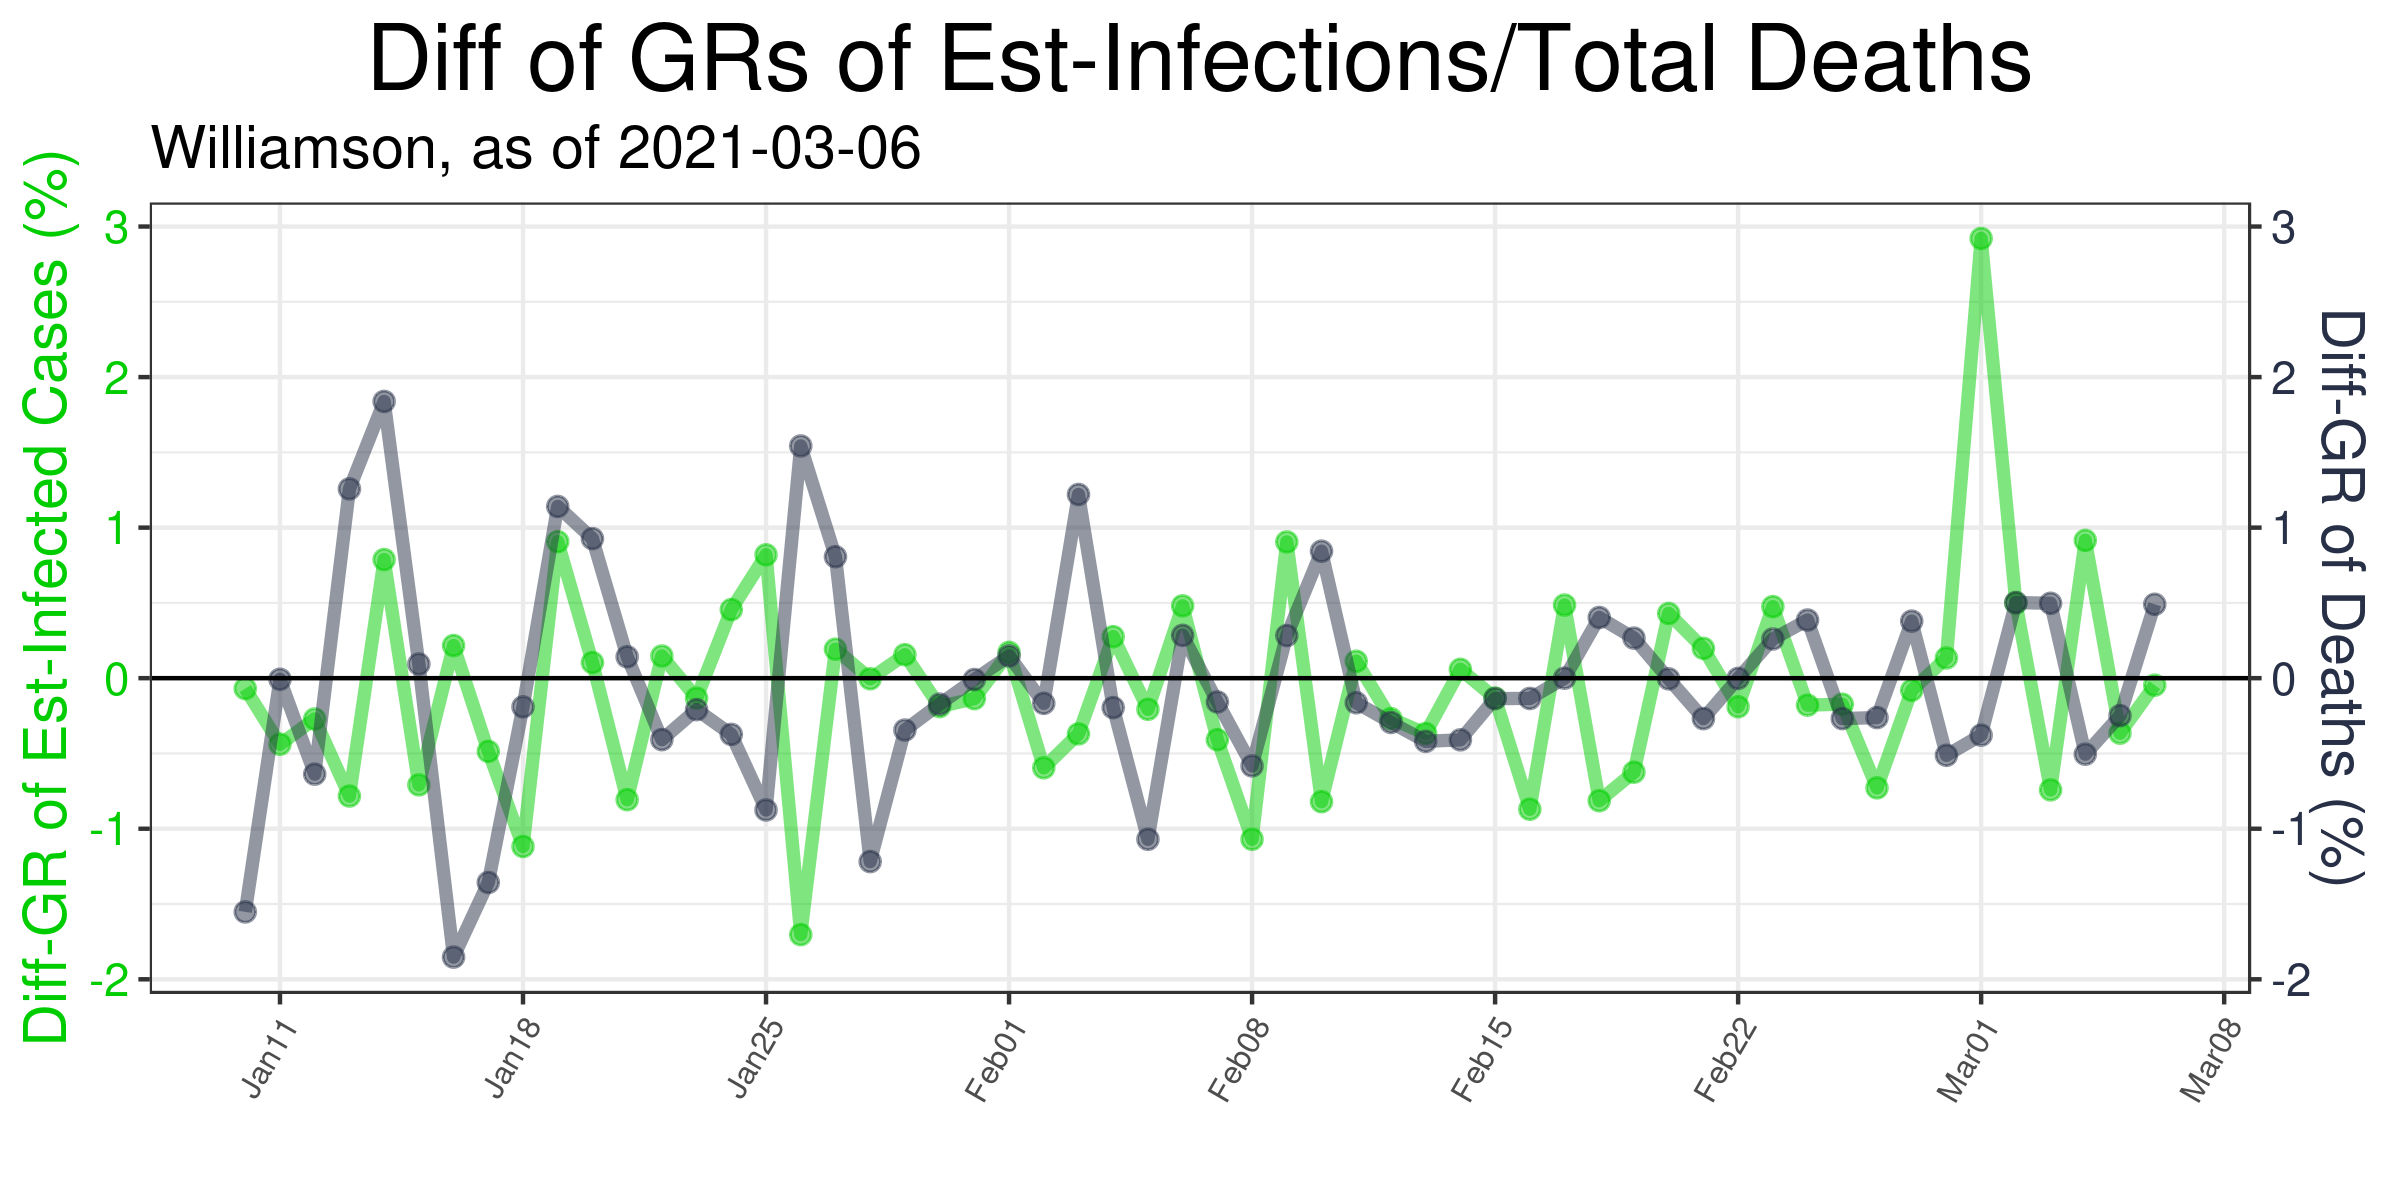 Diff of GRs of Est-Infections/Total Deaths
Williamson, as of 2021-03-06
Diff-GR of Est-Infected Cases (%)
3
2
1
0
-1
-2
3
2
1
0
-1
-2
Diff-GR of Deaths (%)
Jan11
Jan18
Jan25
Feb01
Feb08
Feb15
Feb22
Mar01
Mar08